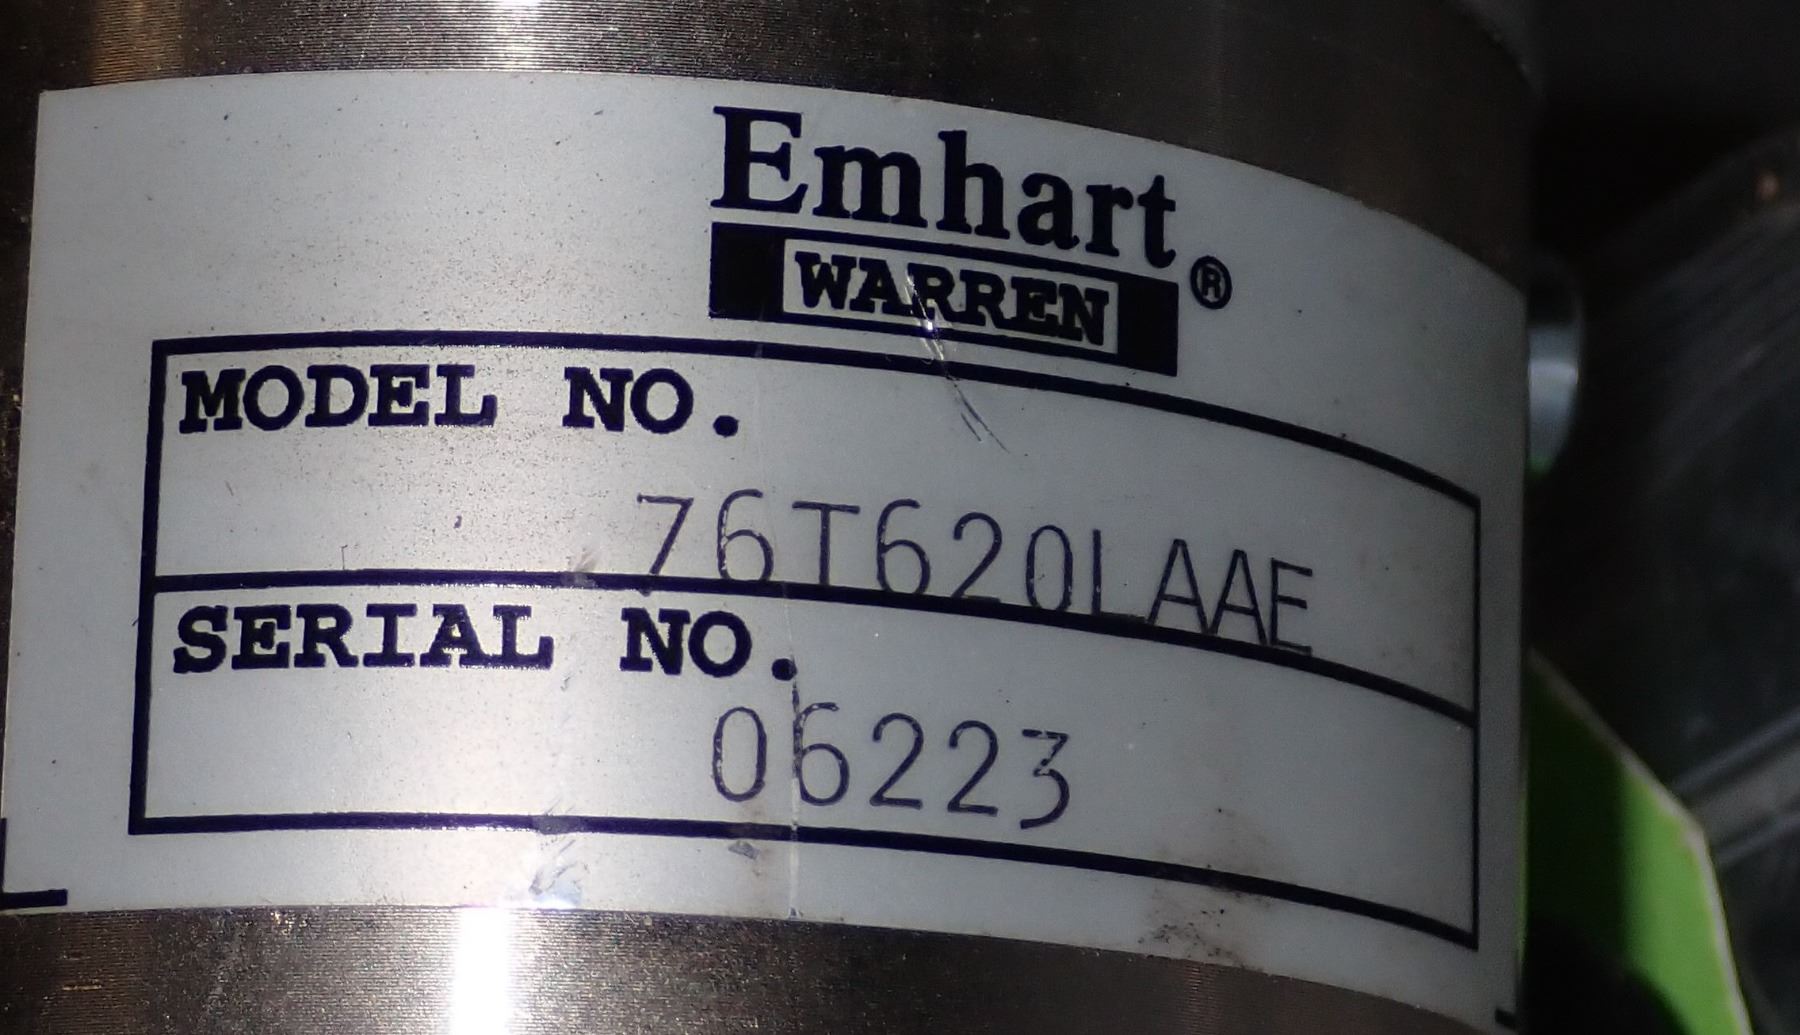 Emhart
WARREN ®
MODEL NO.
76T620LAAE
SERIAL NO.
06223